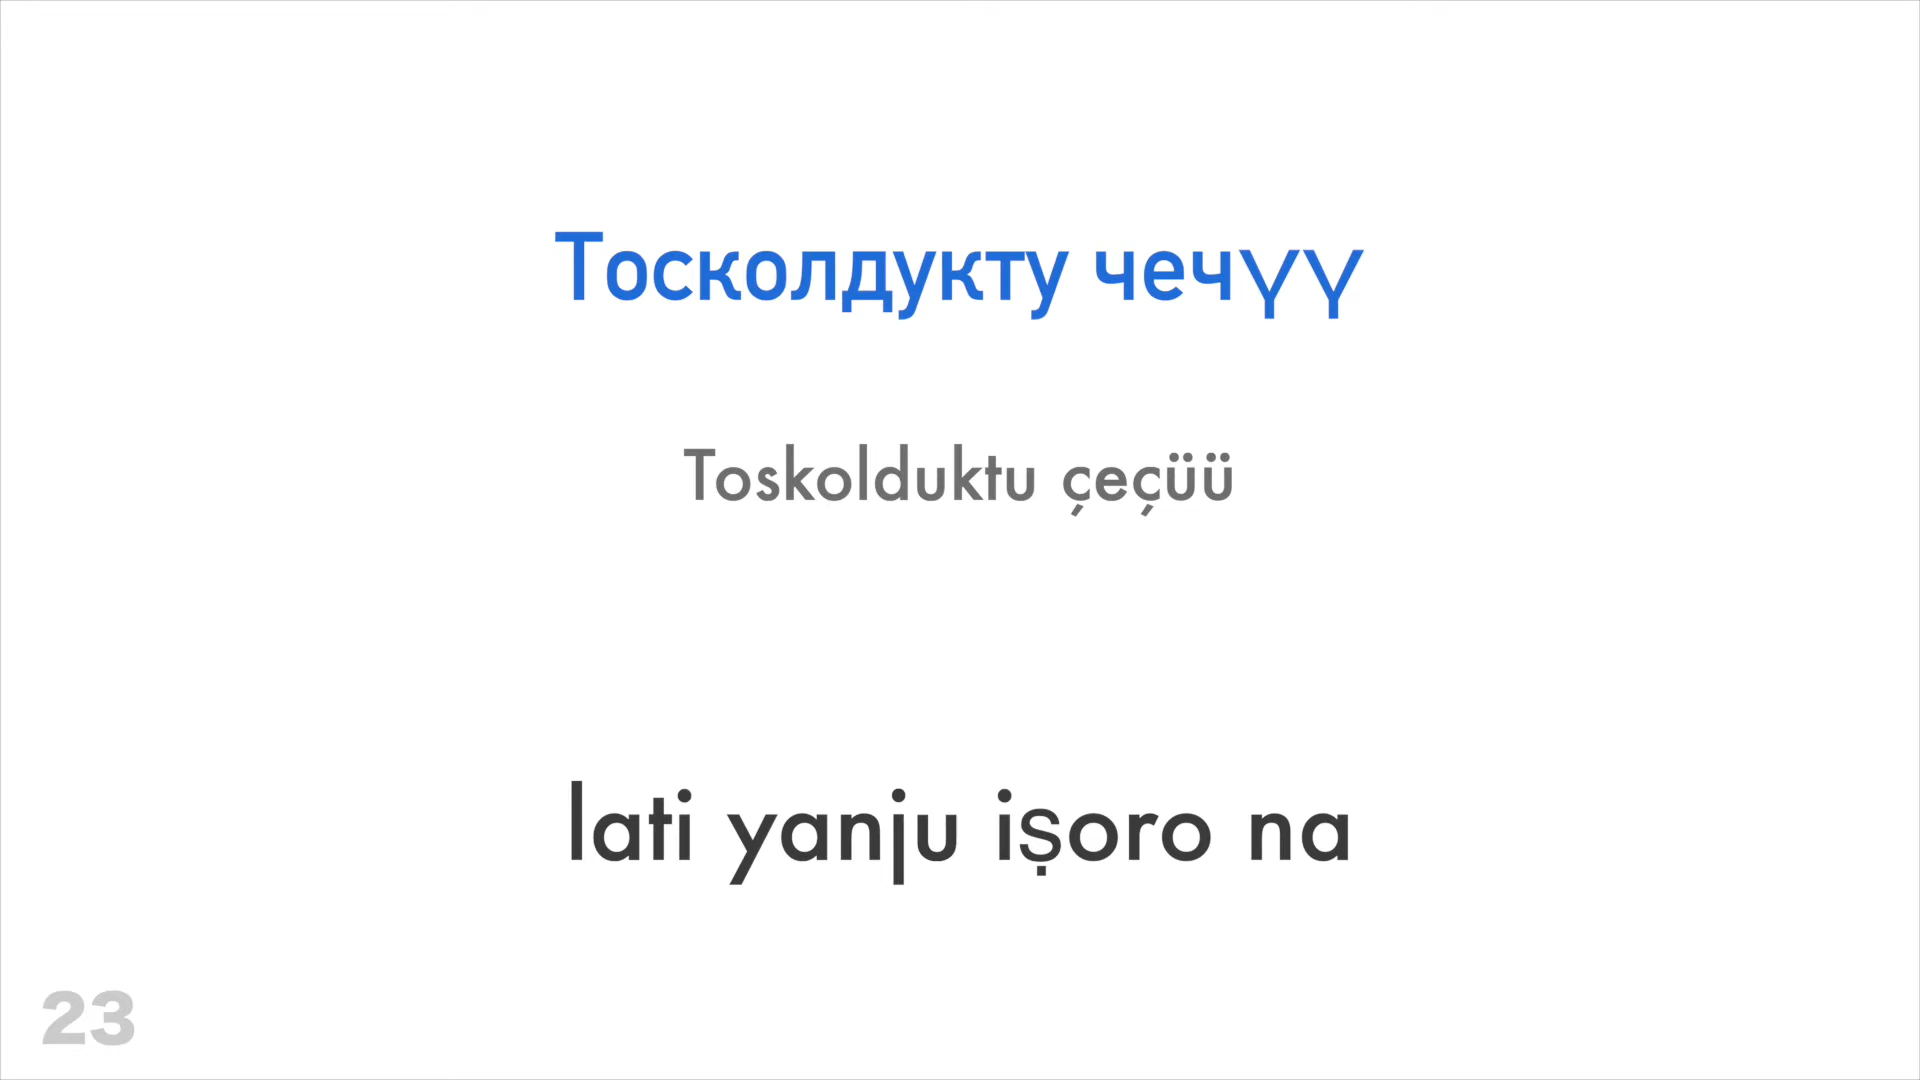 Тосколдукту чечүү
Toskolduktu çeçüü
lati yanju iṣoro na
23